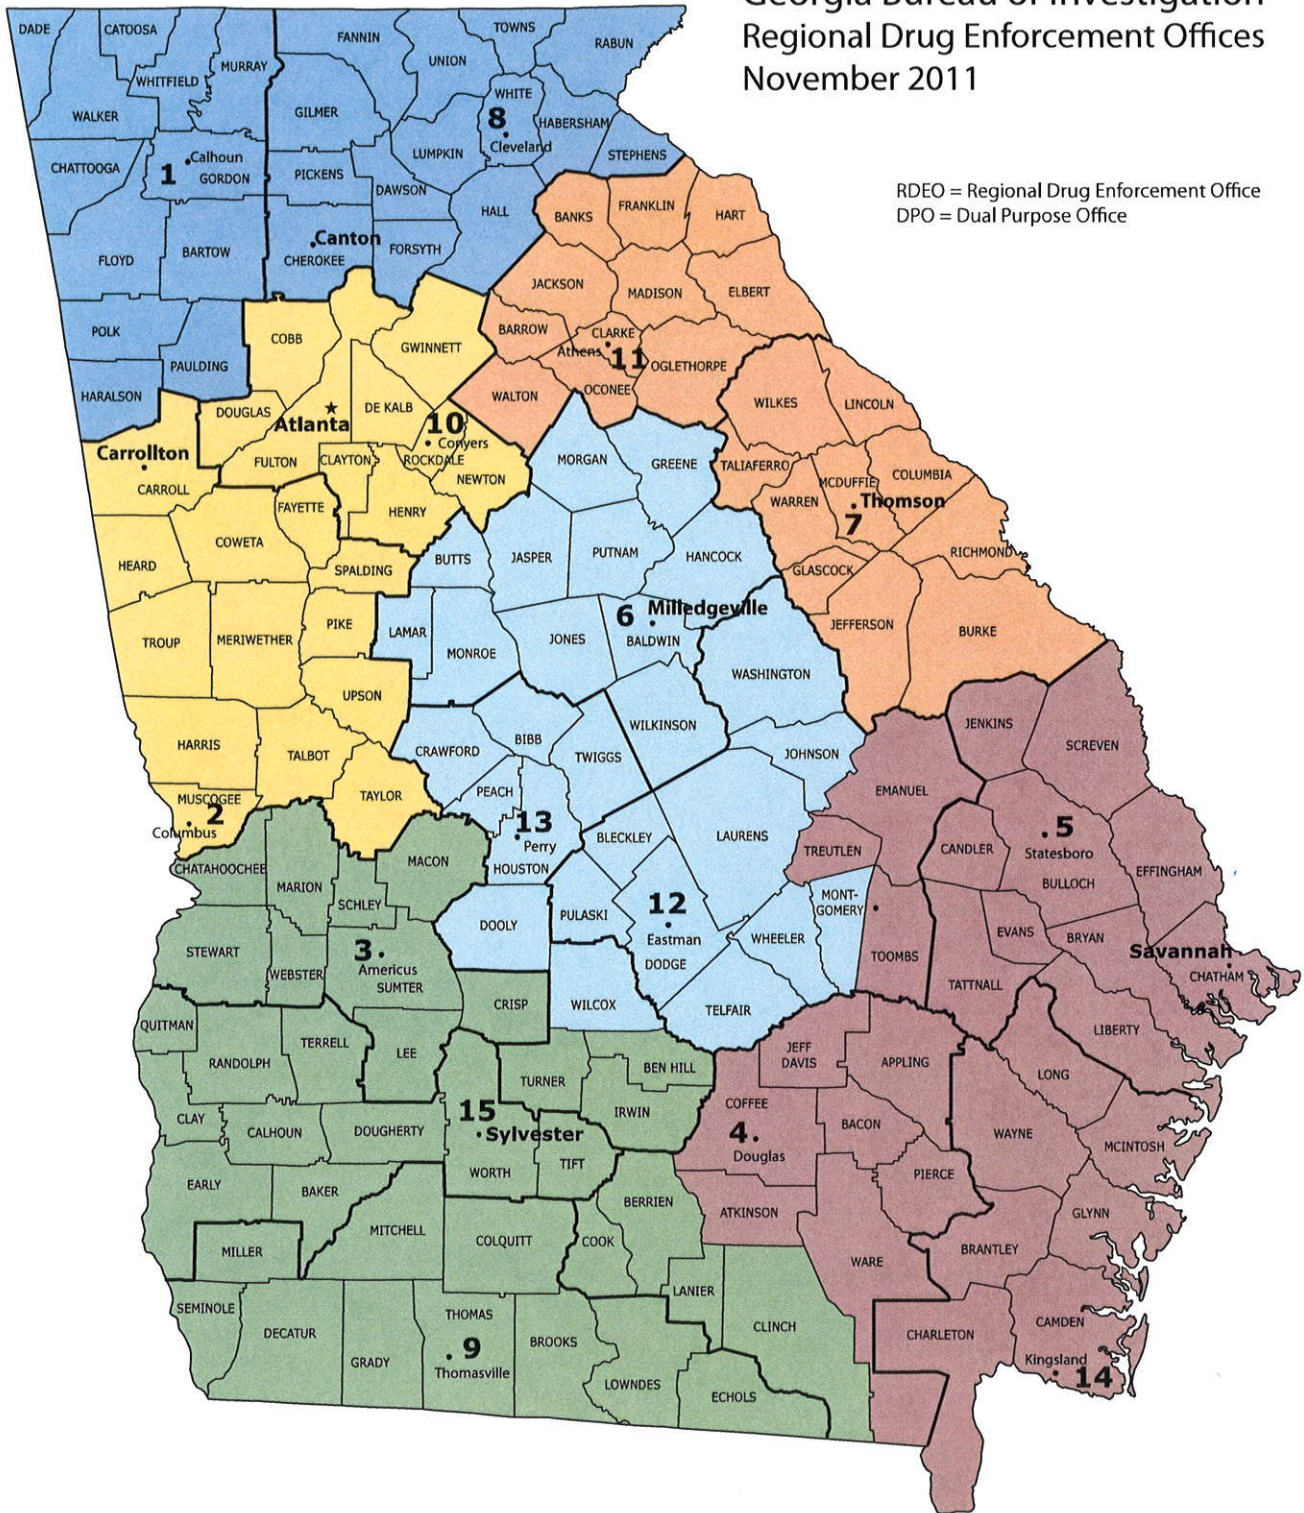 Georgia Bureau of Investigation
Regional Drug Enforcement Offices
November 2011
RDEO = Regional Drug Enforcement Office
DPO = Dual Purpose Office
DADE
CATOOSA
WHITFIELD
MURRAY
FANNIN
UNION
TOWNS
RABUN
WALKER
GILMER
WHITE
8
Cleveland
HABERSHAM
STEPHENS
LUMPKIN
CHATTOOGA
1
Calhoun
GORDON
PICKENS
DAWSON
HALL
FLOYD
BARTOW
Canton
CHEROKEE
FORSYTH
BANKS
FRANKLIN
HART
JACKSON
MADISON
ELBERT
POLK
PAULDING
HARALSON
COBB
GWINNETT
BARROW
CLARKE
Athens
11
OGLETHORPE
OCONEE
WALTON
DOUGLAS
Atlanta
DE KALB
10
Conyers
ROCKDALE
NEWTON
FULTON
CLAYTON
WILKES
LINCOLN
Carrollton
CARROLL
FAYETTE
HENRY
MORGAN
GREENE
TALIAFERRO
MCDUFFIE
COLUMBIA
WARREN
Thomson
7
RICHMOND
HEARD
COWETA
SPALDING
BUTTS
JASPER
PUTNAM
HANCOCK
GLASCOCK
JEFFERSON
BURKE
TROUP
MERIWETHER
PIKE
LAMAR
MONROE
JONES
6
Milledgeville
BALDWIN
WASHINGTON
UPSON
HARRIS
TALBOT
TAYLOR
CRAWFORD
BIBB
TWIGGS
WILKINSON
JOHNSON
JENKINS
SCREVEN
MUSCOGEE
2
Columbus
PEACH
13
Perry
HOUSTON
BLECKLEY
LAURENS
EMANUEL
TREUTLEN
CANDLER
5
Statesboro
BULLOCH
EFFINGHAM
CHATAHOOCHEE
MARION
MACON
SCHLEY
DOOLY
PULASKI
12
Eastman
DODGE
WHEELER
MONT-
GOMERY
TOOMBS
EVANS
BRYAN
Savannah
CHATHAM
STEWART
WEBSTER
3
Americus
SUMTER
CRISP
WILCOX
TELFAIR
TATTNALL
LIBERTY
QUITMAN
RANDOLPH
TERRELL
LEE
TURNER
BEN HILL
JEFF
DAVIS
APPLING
LONG
CLAY
CALHOUN
DOUGHERTY
15
Sylvester
WORTH
TIFT
IRWIN
COFFEE
4
Douglas
BACON
WAYNE
MCINTOSH
EARLY
BAKER
MITCHELL
COLQUITT
COOK
BERRIEN
ATKINSON
PIERCE
GLYNN
MILLER
LANIER
WARE
BRANTLEY
SEMINOLE
DECATUR
GRADY
THOMAS
9
Thomasville
BROOKS
LOWNDES
ECHOLS
CLINCH
CHARLETON
CAMDEN
Kingsland
14